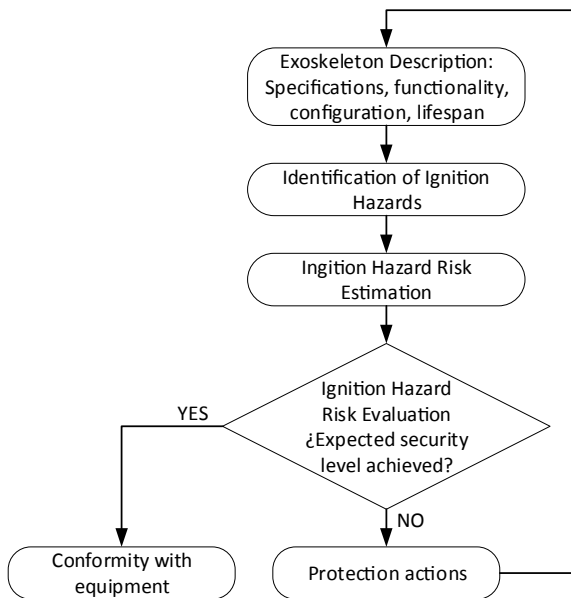 Exoskeleton Description:
Specifications, functionality,
configuration, lifespan
Identification of Ignition
Hazards
Ingition Hazard Risk
Estimation
Ignition Hazard
Risk Evaluation
¿Expected security
level achieved?
YES
NO
Conformity with
equipment
Protection actions